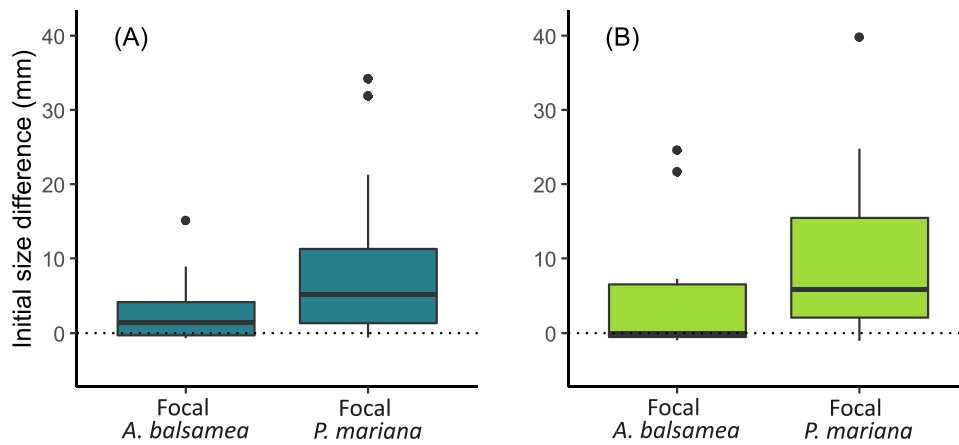 Initial size difference (mm)
(A)
40
30
20
10
0
Focal
A. balsamea
Focal
P. mariana
(B)
40
30
20
10
0
Focal
A. balsamea
Focal
P. mariana